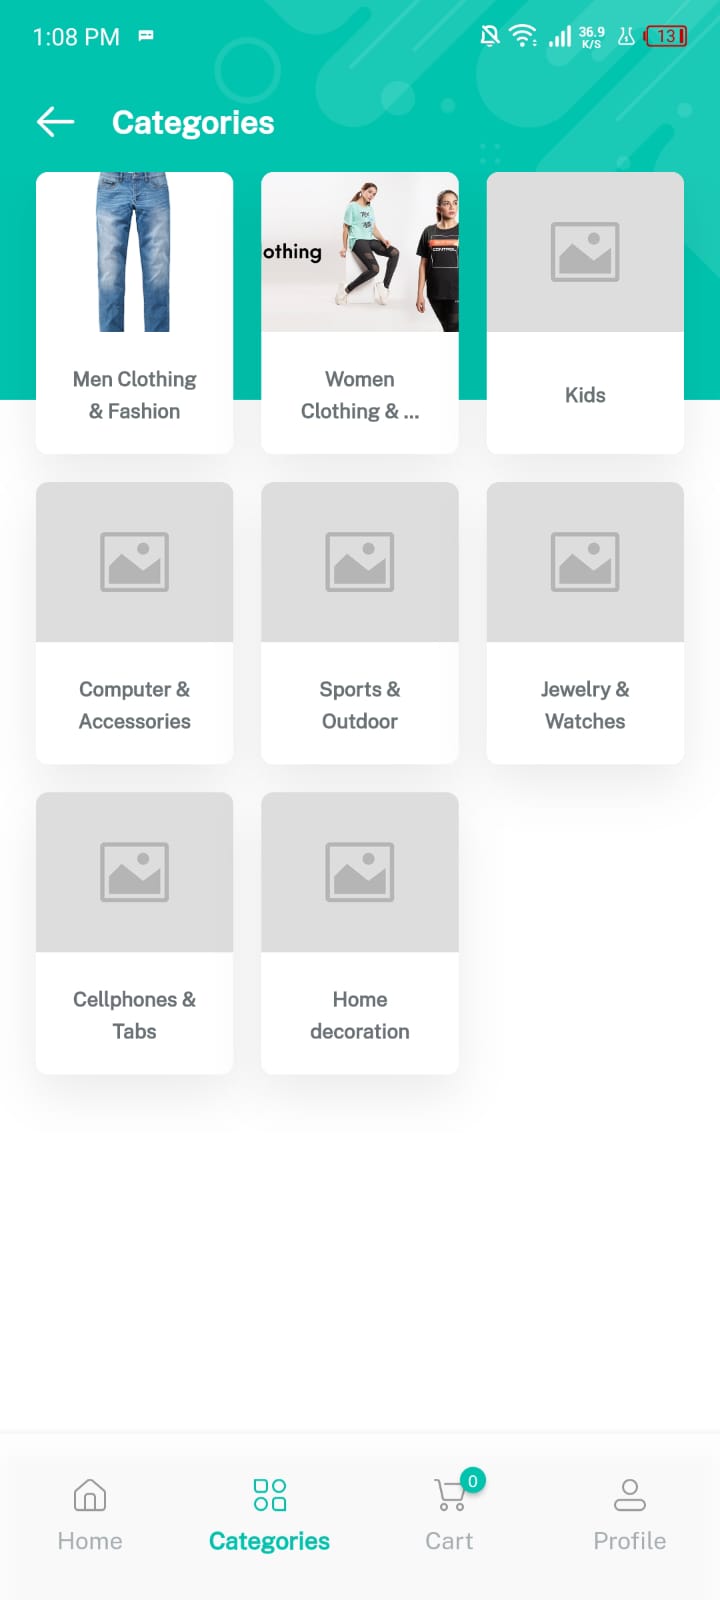 1:08 PM
36.9
K/S
13
Categories
othing
Men Clothing
& Fashion
Women
Clothing & ...
Kids
Computer &
Accessories
Sports &
Outdoor
Jewelry &
Watches
Cellphones &
Tabs
Home
decoration
0
Home
Categories
Cart
Profile